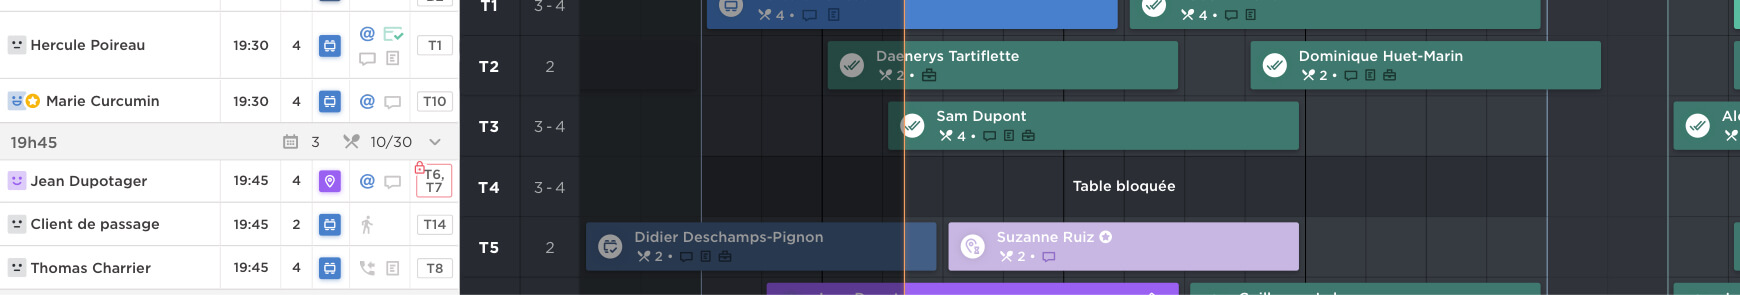 Hercule Poireau 19:30 4 @ T1
Marie Curcumin 19:30 4 @ T10
19h45 3 10/30
Jean Dupotager 19:45 4 @ T6, T7
Client de passage 19:45 2 T14
Thomas Charrier 19:45 4 T8
T1 3-4 4 • 4 •
T2 2 Daenerys Tartiflette Dominique Huet-Marin
2 • 2 •
T3 3-4 Sam Dupont
4 •
T4 3-4 Table bloquée
T5 2 Didier Deschamps-Pignon Suzanne Ruiz
2 • 2 •